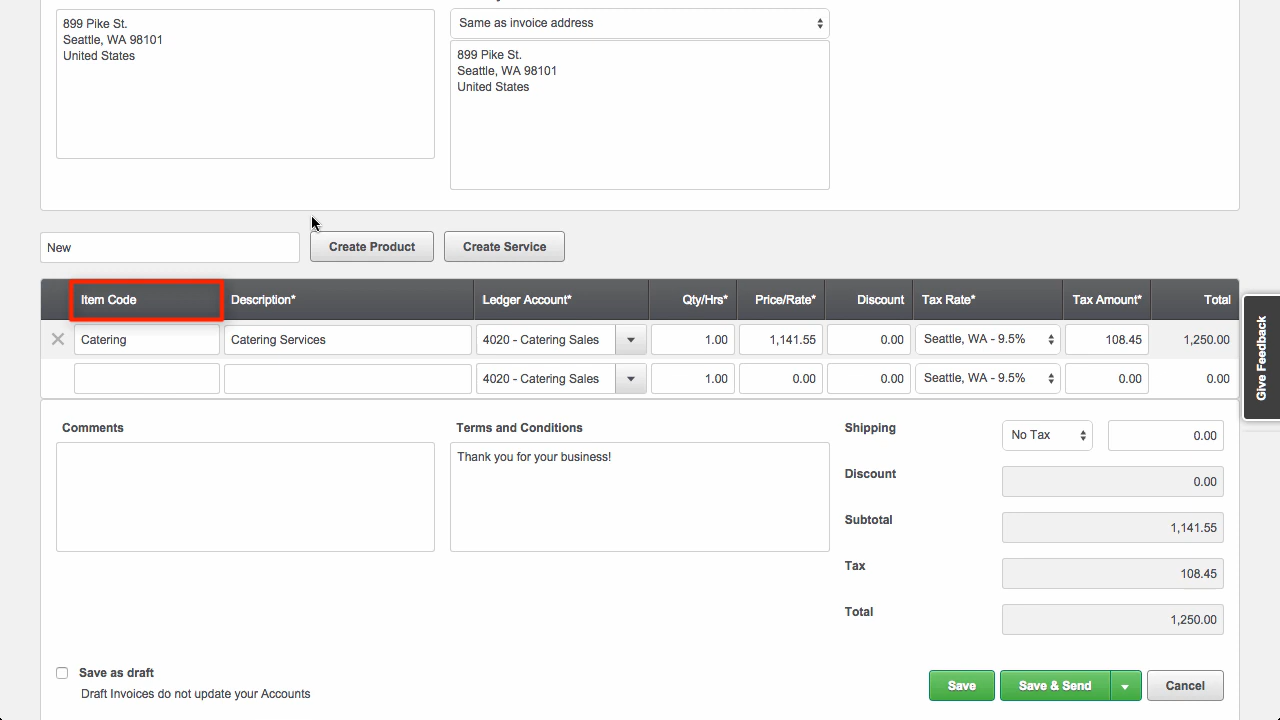 899 Pike St.
Seattle, WA 98101
United States
Same as invoice address
899 Pike St.
Seattle, WA 98101
United States
New
Create Product
Create Service
Item Code Description* Ledger Account* Qty/Hrs* Price/Rate* Discount Tax Rate* Tax Amount* Total
Catering Catering Services 4020 - Catering Sales 1.00 1,141.55 0.00 Seattle, WA - 9.5% 108.45 1,250.00
4020 - Catering Sales 1.00 0.00 0.00 Seattle, WA - 9.5% 0.00 0.00
Give Feedback
Comments
Terms and Conditions
Thank you for your business!
Shipping No Tax 0.00
Discount 0.00
Subtotal 1,141.55
Tax 108.45
Total 1,250.00
Save as draft
Draft Invoices do not update your Accounts
Save
Save & Send
Cancel